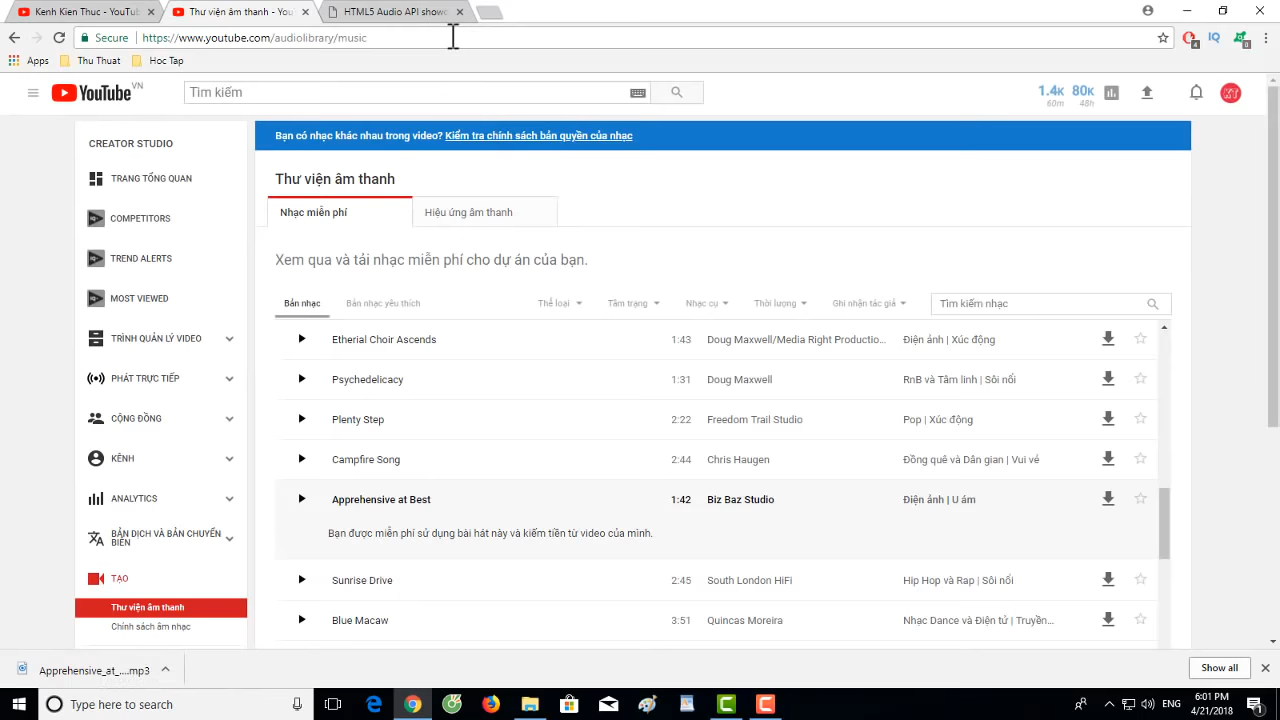 Kenh Kien Thuc - YouTu
Thư viện âm thanh - You
HTML5 Audio API showc
Secure
https://www.youtube.com/audiolibrary/music
4
IQ
0
Apps
Thu Thuat
Hoc Tap
YouTube VN
Tìm kiếm
1.4K 60m
80K 48h
KT
CREATOR STUDIO
TRANG TỔNG QUAN
COMPETITORS
TREND ALERTS
MOST VIEWED
TRÌNH QUẢN LÝ VIDEO
PHÁT TRỰC TIẾP
CỘNG ĐỒNG
KÊNH
ANALYTICS
BẢN DỊCH VÀ BẢN CHUYỂN BIẾN
TẠO
Thư viện âm thanh
Chính sách âm nhạc
Bạn có nhạc khác nhau trong video? Kiểm tra chính sách bản quyền của nhạc
Thư viện âm thanh
Nhạc miễn phí
Hiệu ứng âm thanh
Xem qua và tải nhạc miễn phí cho dự án của bạn.
Bản nhạc
Bản nhạc yêu thích
Thể loại
Tâm trạng
Nhạc cụ
Thời lượng
Ghi nhận tác giả
Tìm kiếm nhạc
Etherial Choir Ascends 1:43 Doug Maxwell/Media Right Productio... Điện ảnh | Xúc động
Psychedelicacy 1:31 Doug Maxwell RnB và Tâm linh | Sôi nổi
Plenty Step 2:22 Freedom Trail Studio Pop | Xúc động
Campfire Song 2:44 Chris Haugen Đồng quê và Dân gian | Vui vẻ
Apprehensive at Best 1:42 Biz Baz Studio Điện ảnh | U ám
Bạn được miễn phí sử dụng bài hát này và kiếm tiền từ video của mình.
Sunrise Drive 2:45 South London HiFi Hip Hop và Rap | Sôi nổi
Blue Macaw 3:51 Quincas Moreira Nhạc Dance và Điện tử | Truyền...
Apprehensive_at_....mp3
Show all
Type here to search
ENG
6:01 PM
4/21/2018
1